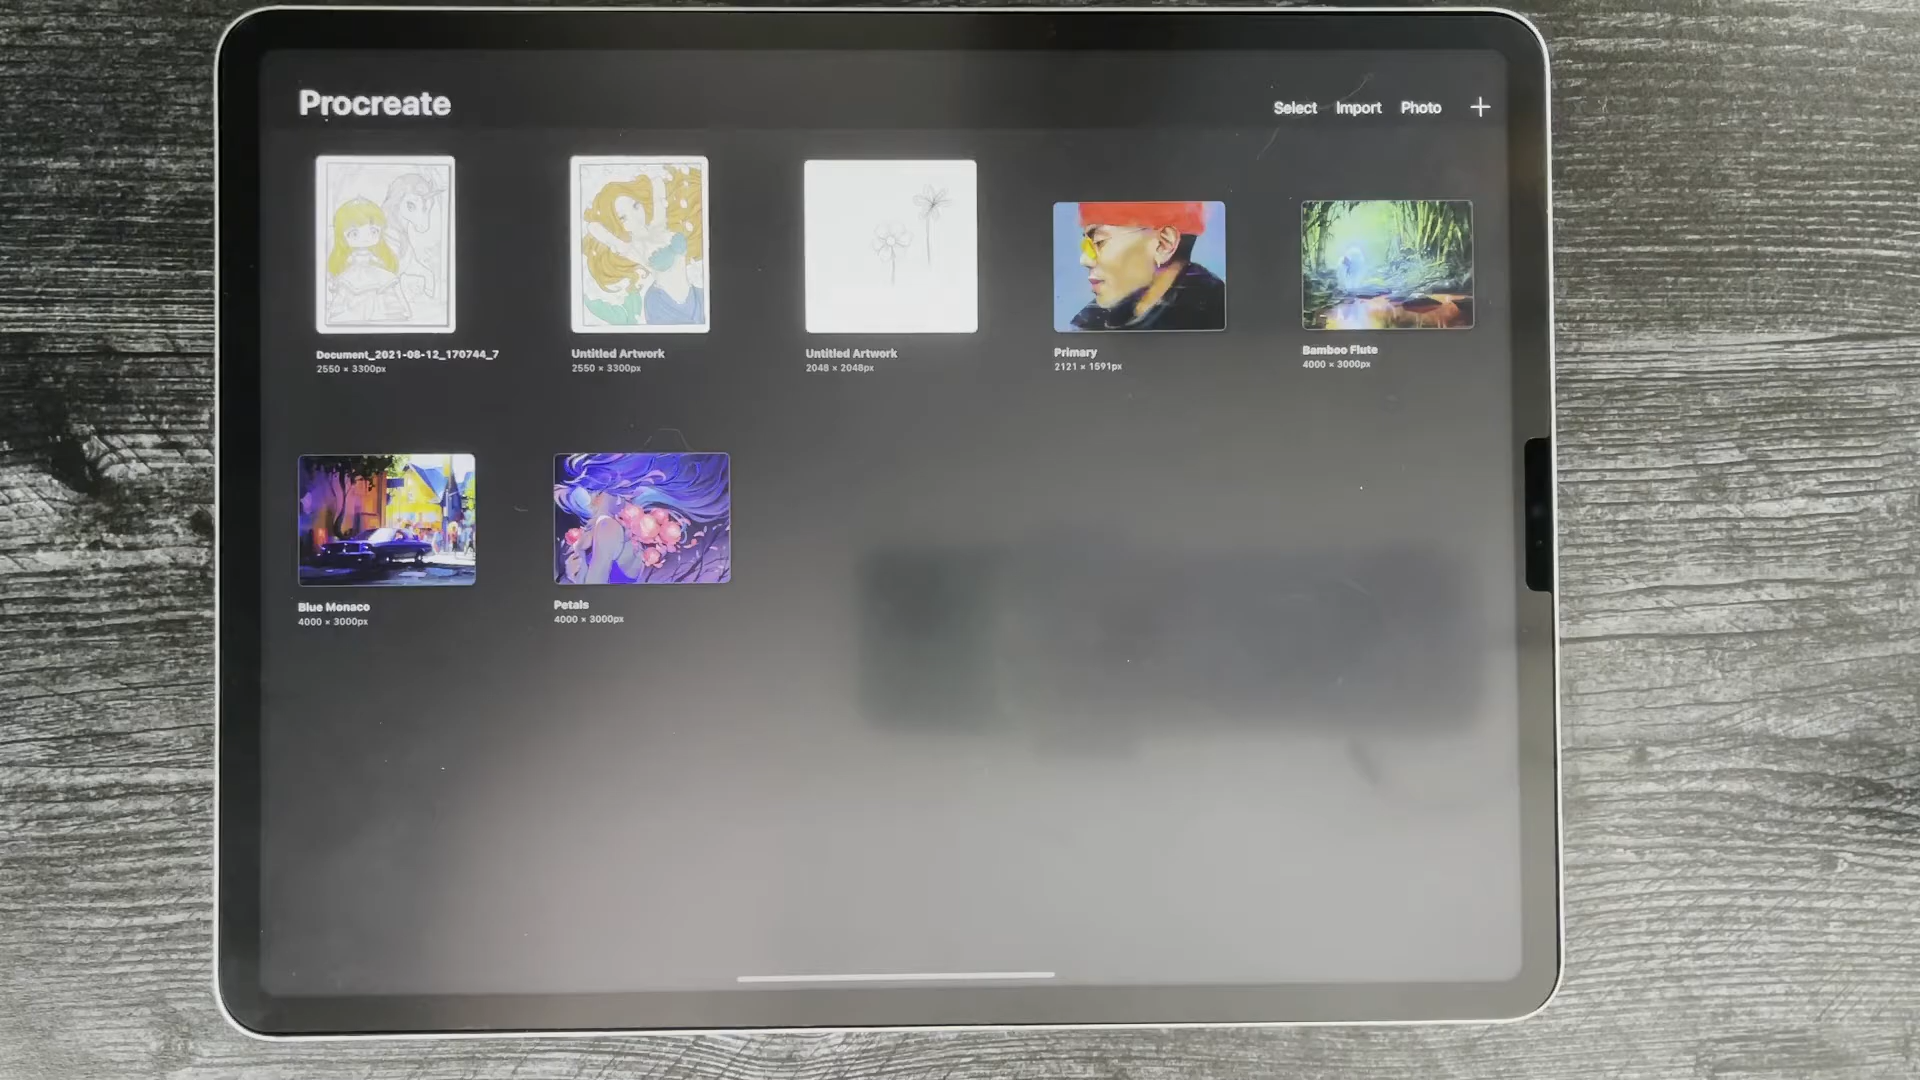 Procreate
Select Import Photo +
Document_2021-08-12_170744_7
2550 × 3300px
Untitled Artwork
2550 × 3300px
Untitled Artwork
2048 × 2048px
Primary
2121 × 1591px
Bamboo Flute
4000 × 3000px
Blue Monaco
4000 × 3000px
Petals
4000 × 3000px